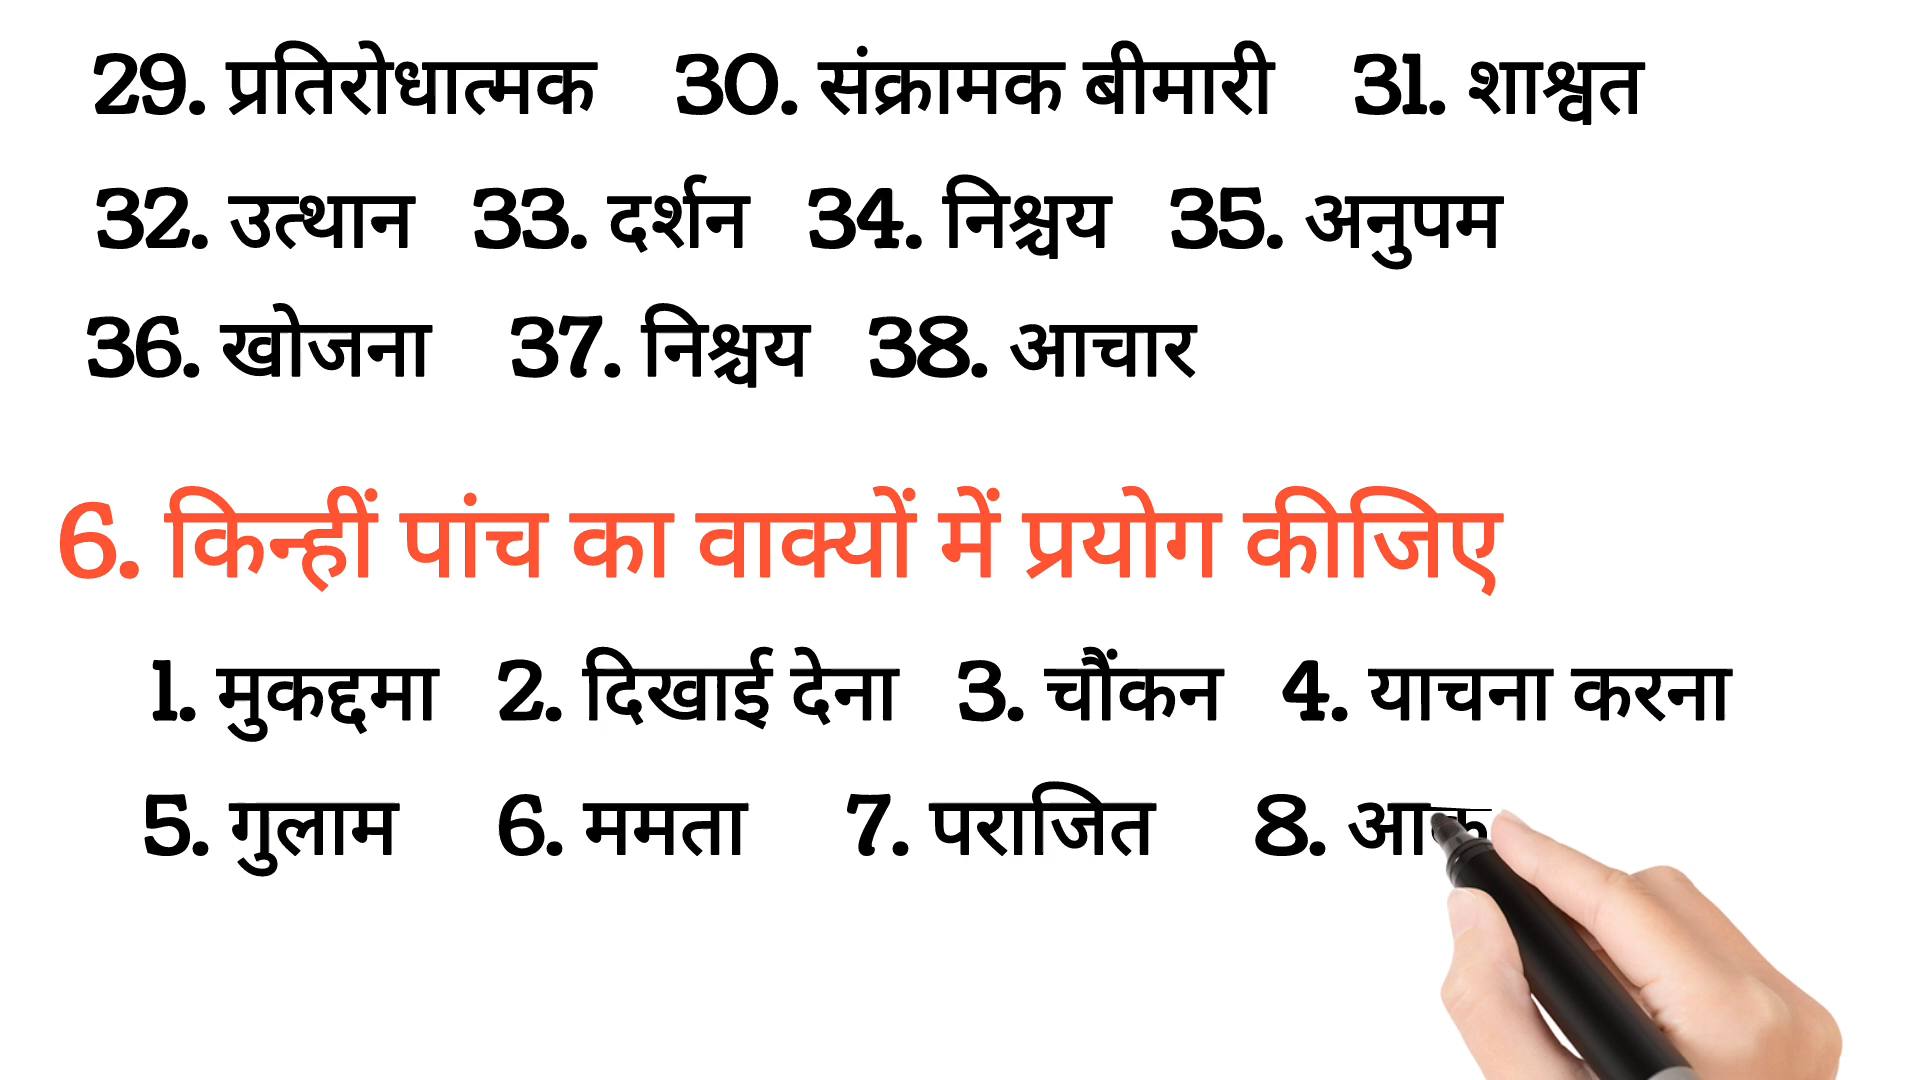 29. प्रतिरोधात्मक 30. संक्रामक बीमारी 31. शाश्वत
32. उत्थान 33. दर्शन 34. निश्चय 35. अनुपम
36. खोजना 37. निश्चय 38. आचार
6. किन्हीं पांच का वाक्यों में प्रयोग कीजिए
1. मुकद्दमा 2. दिखाई देना 3. चौंकन 4. याचना करना
5. गुलाम 6. ममता 7. पराजित 8.